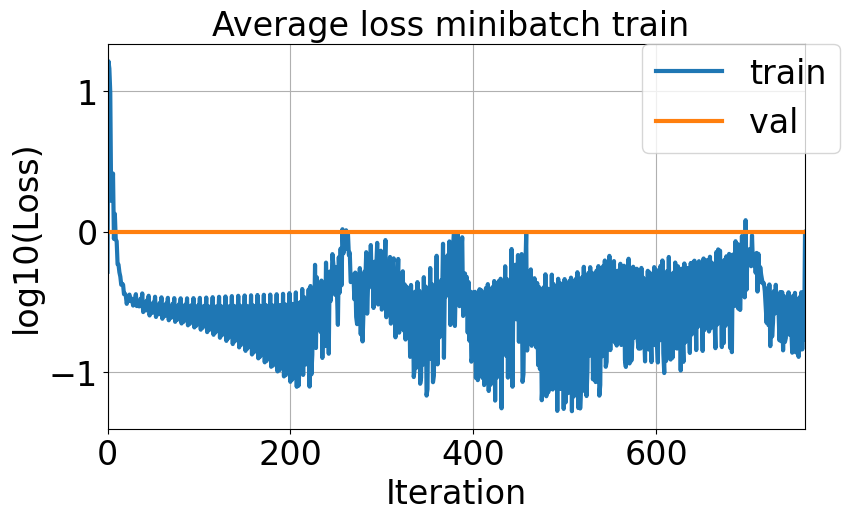 Average loss minibatch train
train
val
log10(Loss)
1
0
−1
0
200
400
600
Iteration